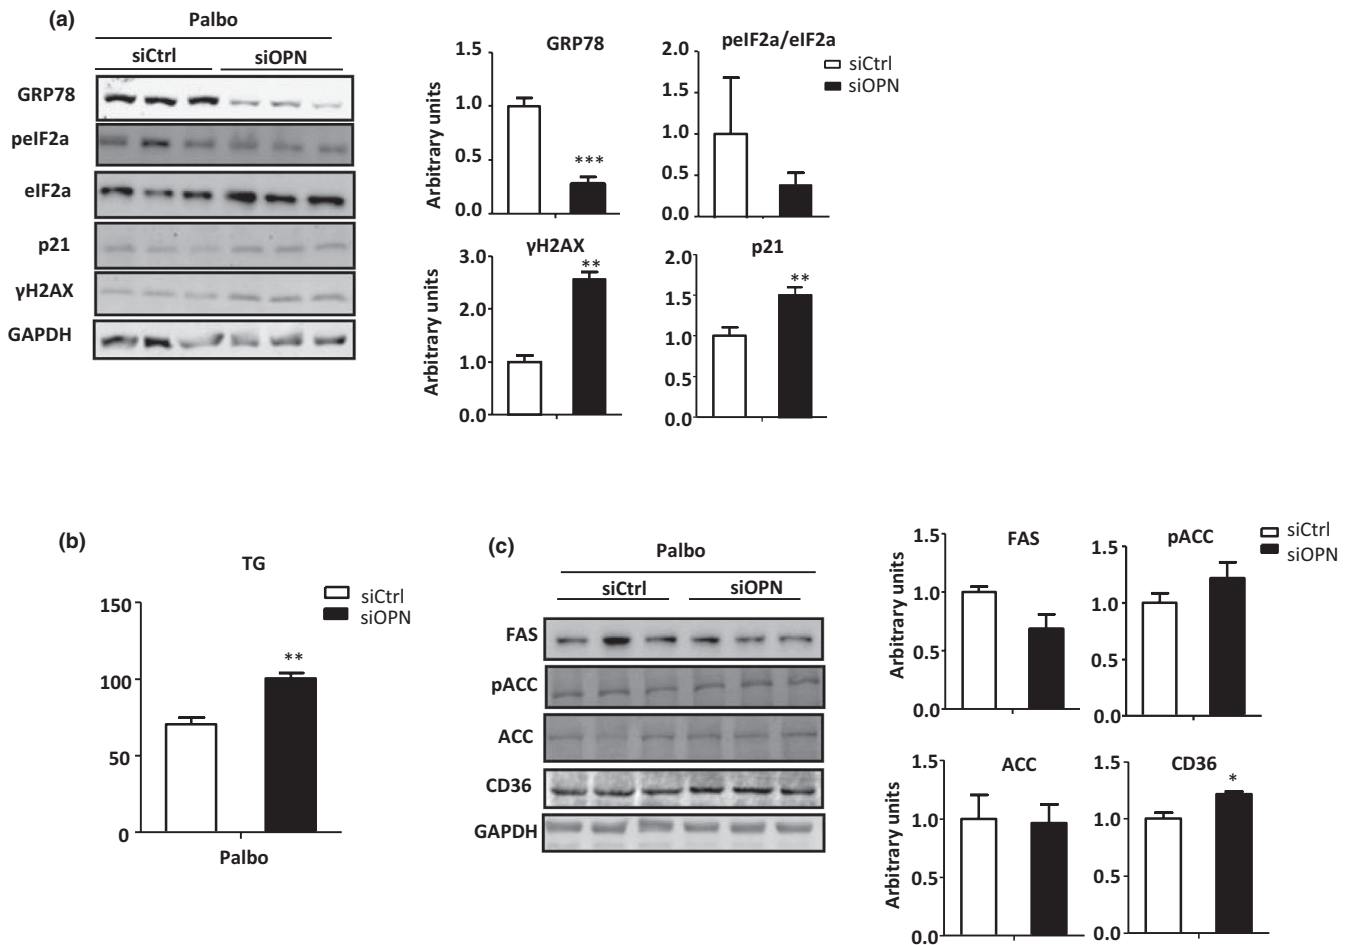 (a)
Palbo
siCtrl siOPN
GRP78
peIF2a
eIF2a
p21
γH2AX
GAPDH
GRP78
Arbitrary units
1.5
1.0
0.5
0.0
***
peIF2a/eIF2a
2.0
1.5
1.0
0.5
0.0
siCtrl
siOPN
γH2AX
Arbitrary units
3.0
2.0
1.0
0.0
**
p21
2.0
1.5
1.0
0.5
0.0
**
(b)
TG
siCtrl
siOPN
150
100
50
0
**
Palbo
(c)
Palbo
siCtrl siOPN
FAS
pACC
ACC
CD36
GAPDH
FAS
Arbitrary units
1.5
1.0
0.5
0.0
pACC
1.5
1.0
0.5
0.0
siCtrl
siOPN
ACC
Arbitrary units
1.5
1.0
0.5
0.0
CD36
1.5
1.0
0.5
0.0
*